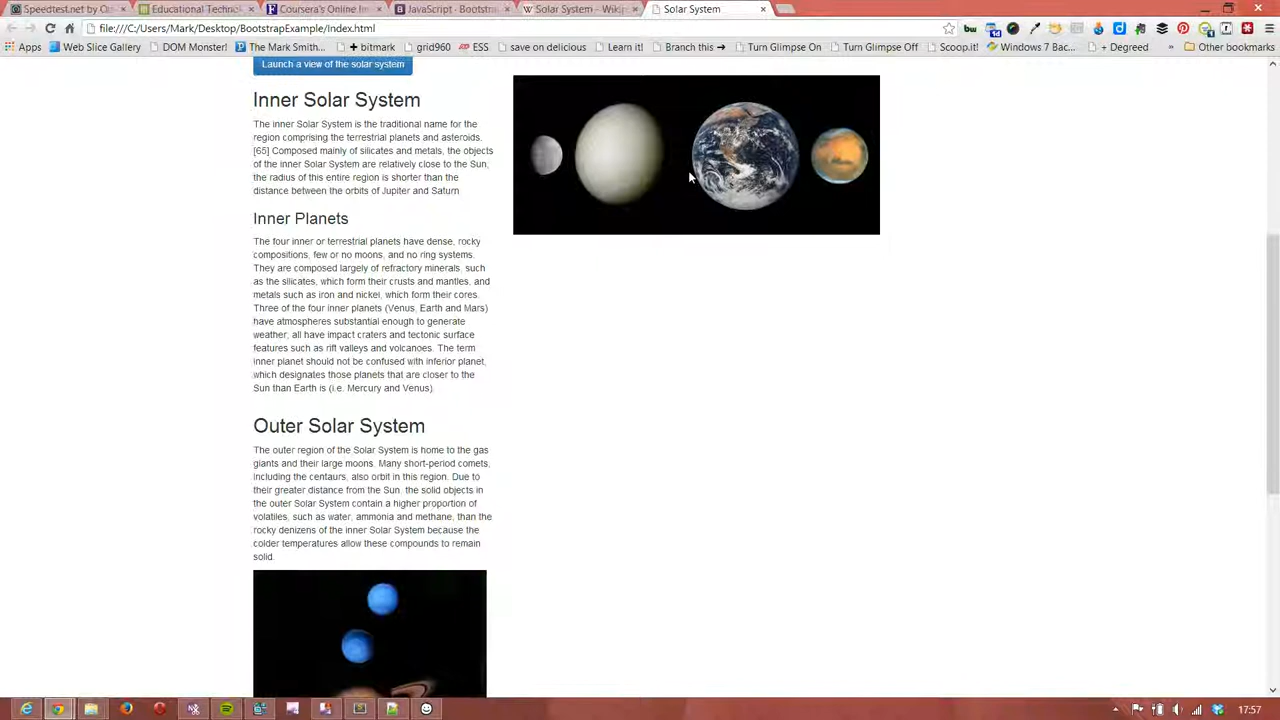 Speedtest.net by O
Educational Techn
Coursera's Online In
JavaScript · Bootstra
Solar System - Wiki
Solar System
file:///C:/Users/Mark/Desktop/BootstrapExample/Index.html
Apps
Web Slice Gallery
DOM Monster!
The Mark Smith...
+ bitmark
grid960
ESS
save on delicious
Learn it!
Branch this →
Turn Glimpse On
Turn Glimpse Off
Scoop.it!
Windows 7 Bay...
+ Degreed
Other bookmarks
Launch a view of the solar system
Inner Solar System
The inner Solar System is the traditional name for the
region comprising the terrestrial planets and asteroids.
[65] Composed mainly of silicates and metals, the objects
of the inner Solar System are relatively close to the Sun;
the radius of this entire region is shorter than the
distance between the orbits of Jupiter and Saturn
Inner Planets
The four inner or terrestrial planets have dense, rocky
compositions, few or no moons, and no ring systems.
They are composed largely of refractory minerals, such
as the silicates, which form their crusts and mantles, and
metals such as iron and nickel, which form their cores.
Three of the four inner planets (Venus, Earth and Mars)
have atmospheres substantial enough to generate
weather; all have impact craters and tectonic surface
features such as rift valleys and volcanoes. The term
inner planet should not be confused with inferior planet,
which designates those planets that are closer to the
Sun than Earth is (i.e. Mercury and Venus).
Outer Solar System
The outer region of the Solar System is home to the gas
giants and their large moons. Many short-period comets,
including the centaurs, also orbit in this region. Due to
their greater distance from the Sun, the solid objects in
the outer Solar System contain a higher proportion of
volatiles, such as water, ammonia and methane, than the
rocky denizens of the inner Solar System because the
colder temperatures allow these compounds to remain
solid.
17:57